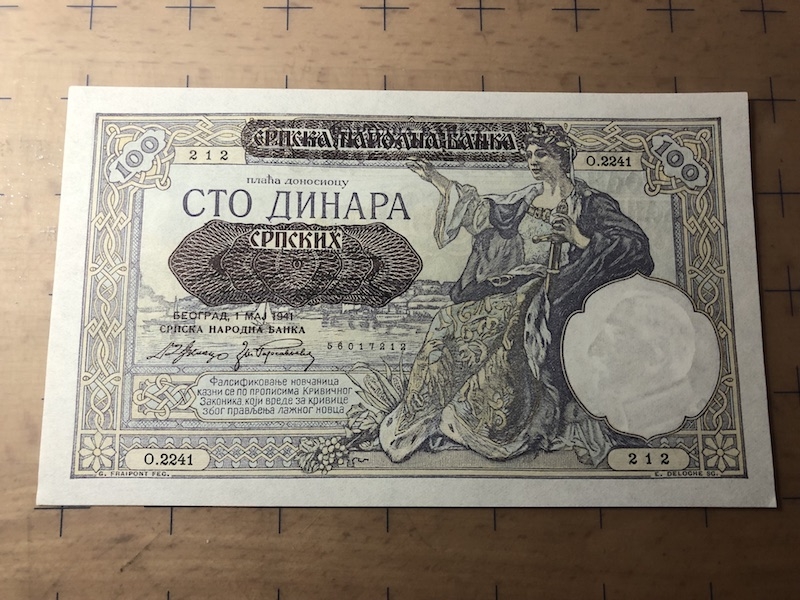 СРПСКА НАРОДНА БАНКА
100
212
О.2241
100
плаћа доносиоцу
СТО ДИНАРА
СРПСКИХ
БЕОГРАД, 1 МАЈ 1941
СРПСКА НАРОДНА БАНКА
56017212
Фалсификовање новчаница
казни се по прописима Кривичног
Законика, који вреде за кривице
због прављења лажног новца
О.2241
212
G. FRAIPONT FEC.
E. DELOCHE SC.